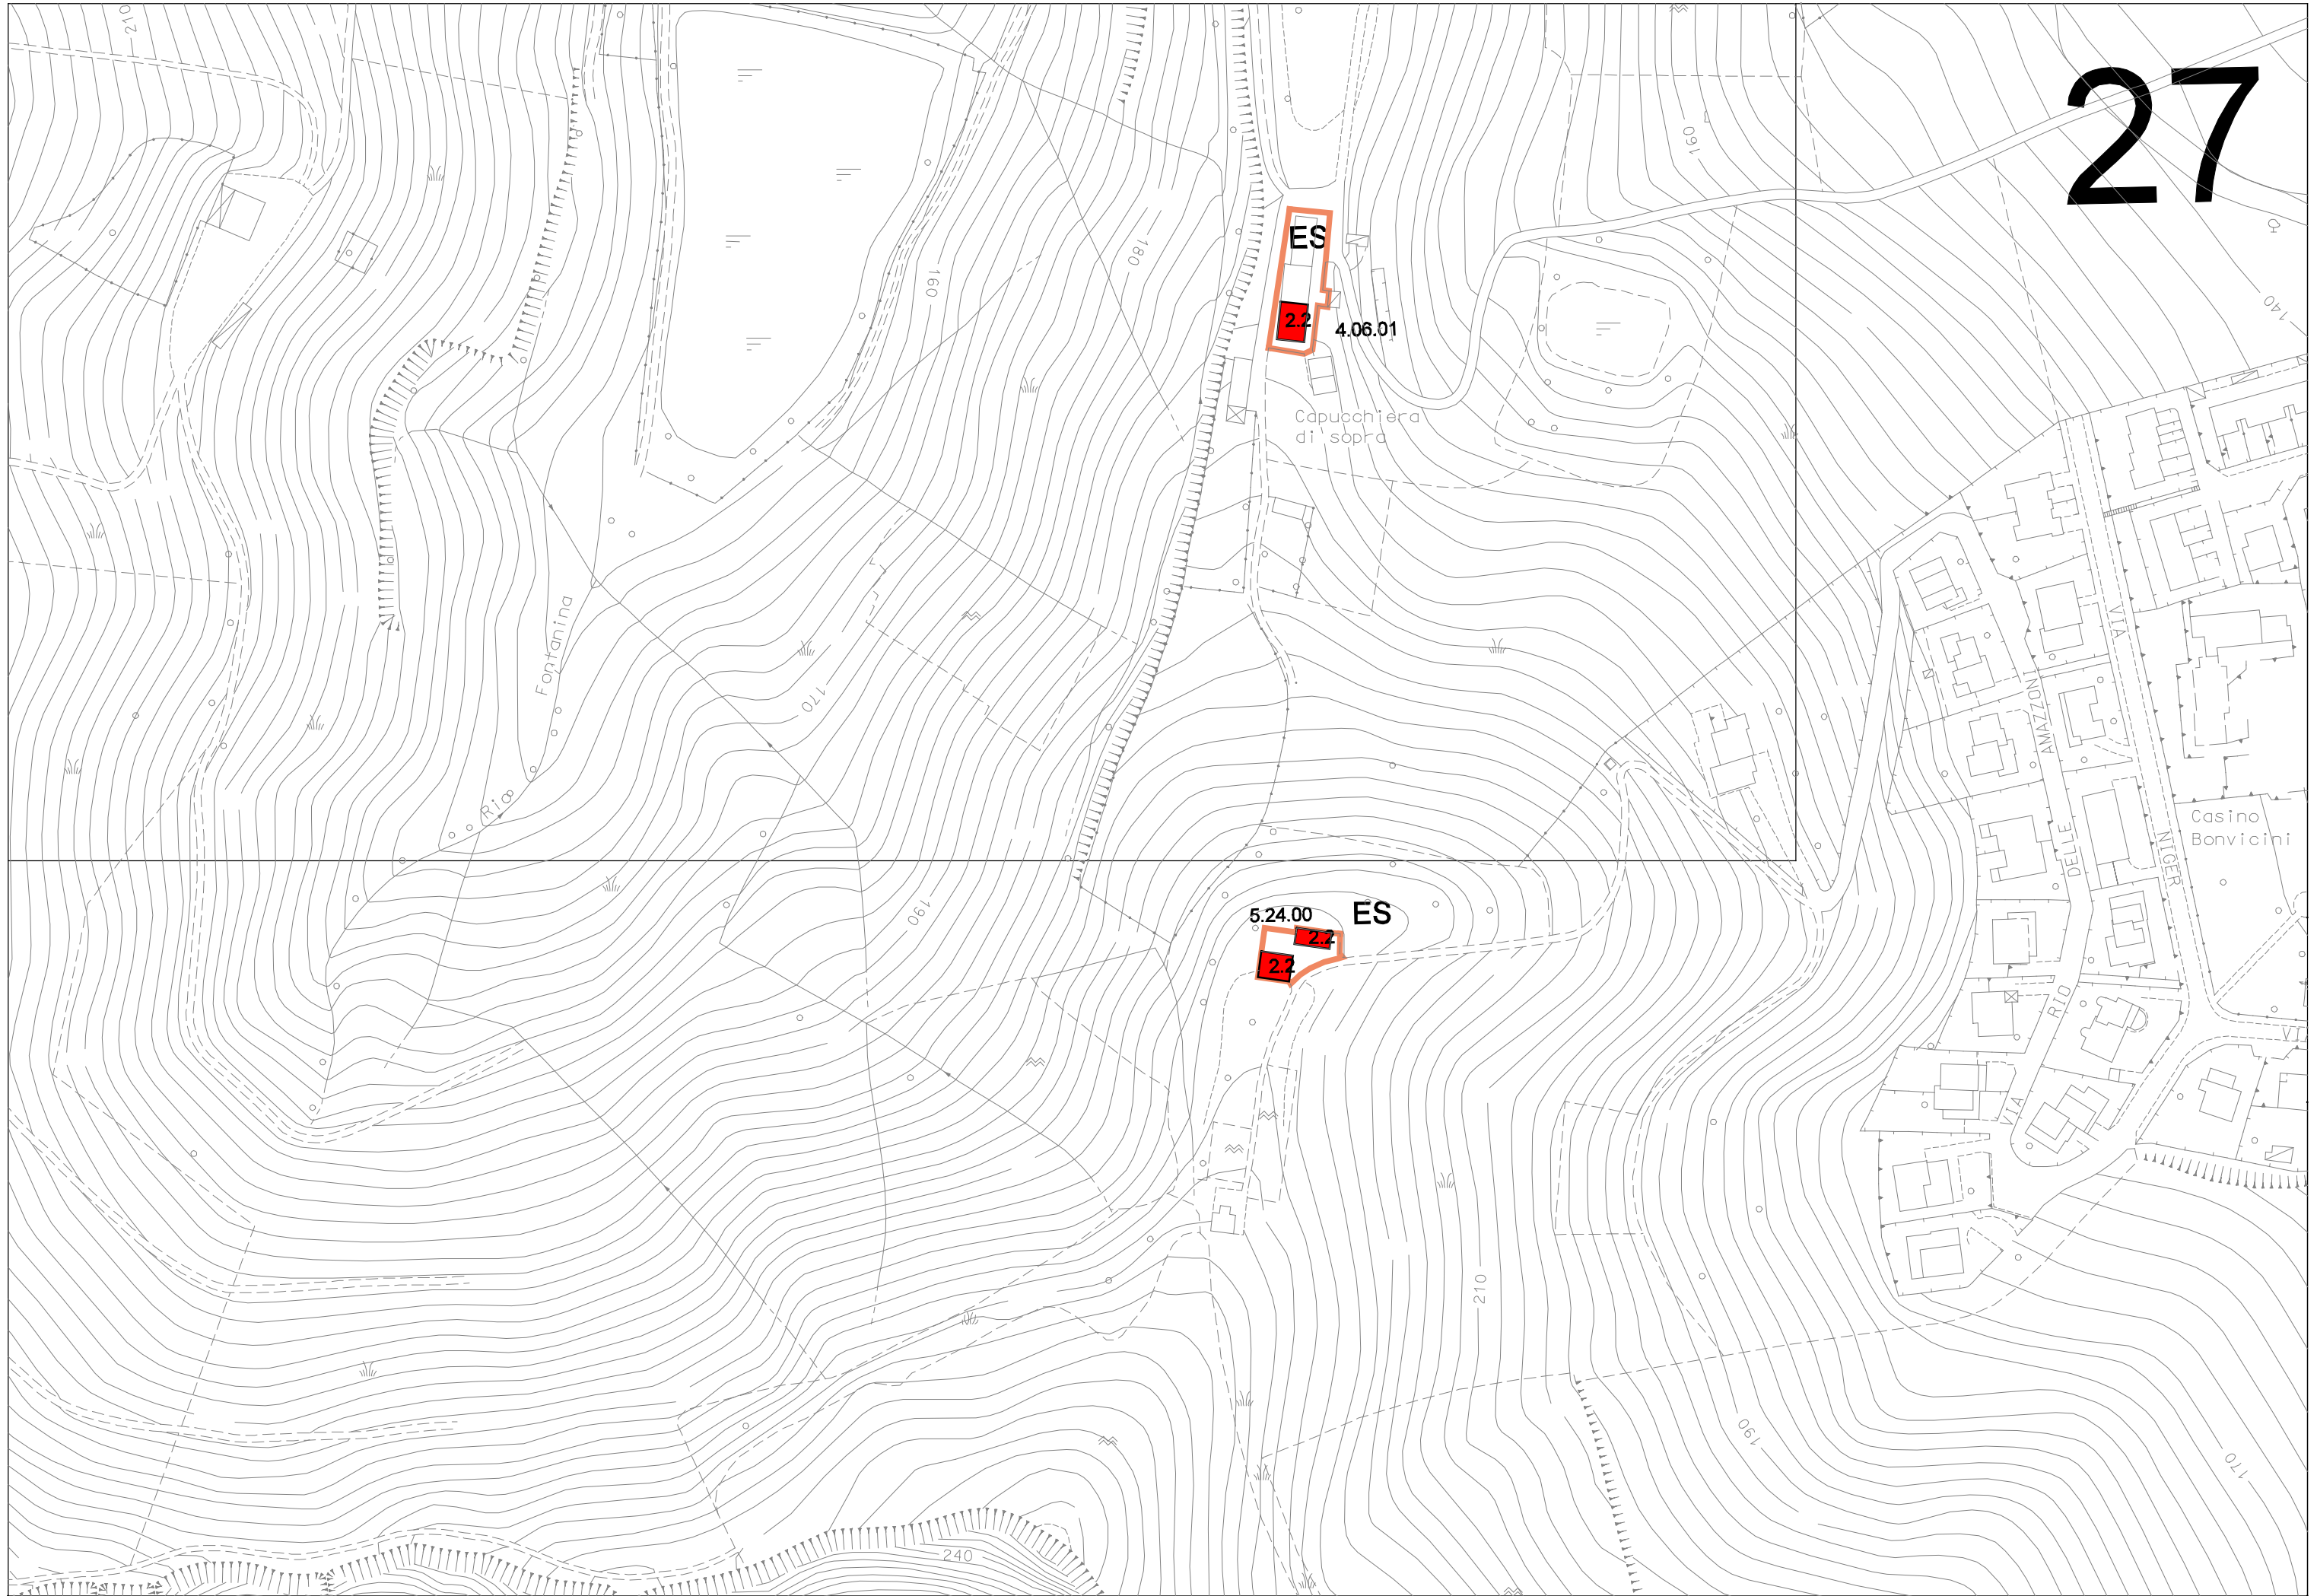 210
27
160
180
160
ES
140
2.2
4.06.01
Capucchiera
di sopra
VIA
Fontanina
170
AMAZZONI
Rio
Casino
Bonvicini
DELLE
NIGER
190
5.24.00
ES
2.2
2.2
RIO
VI
VIA
210
190
170
240